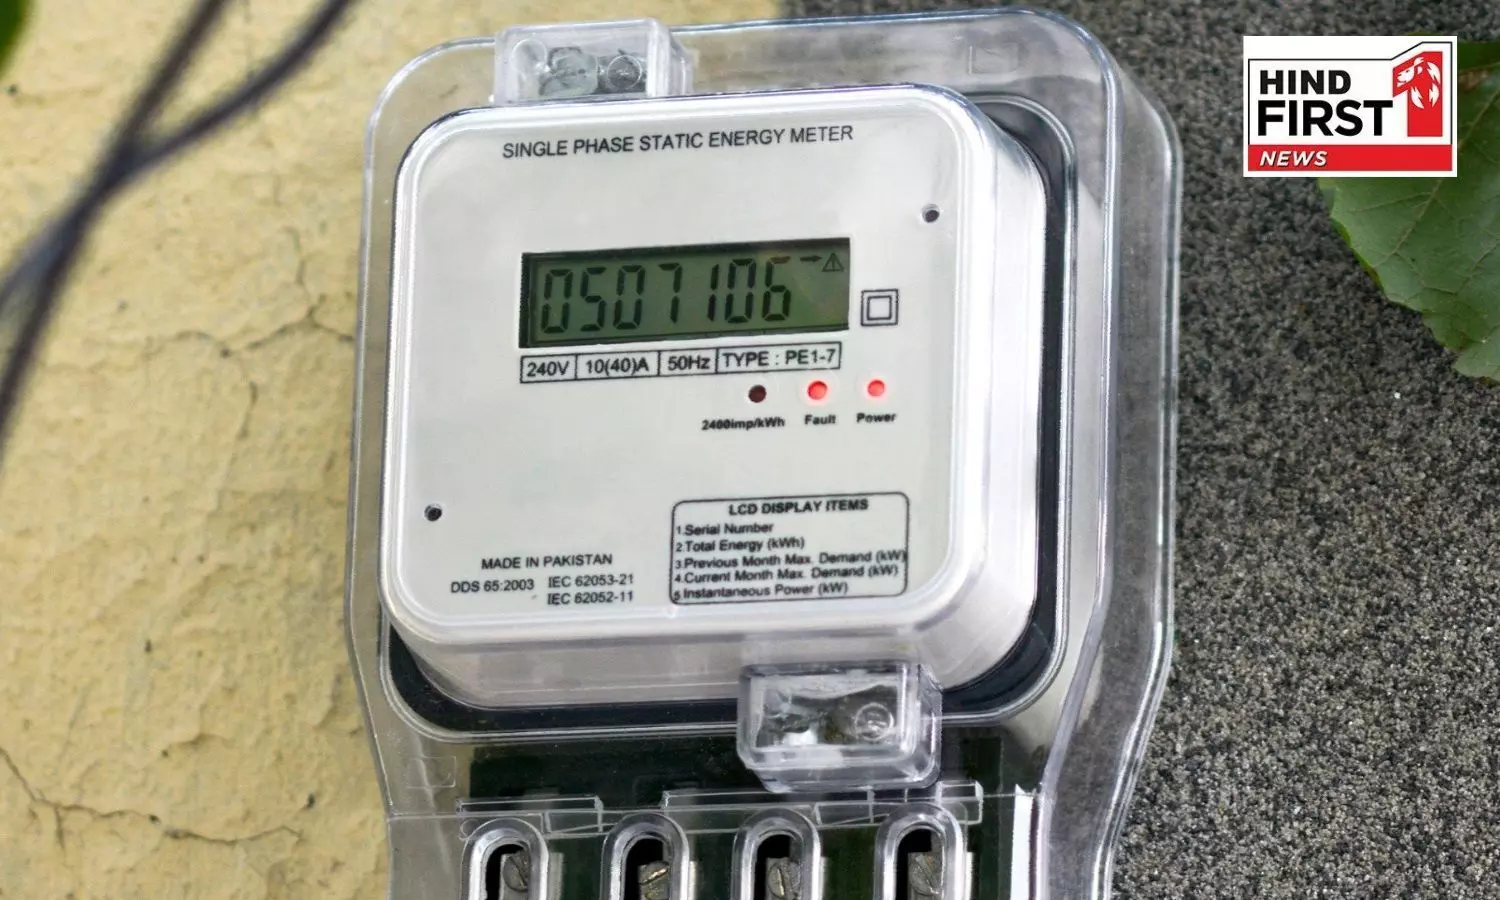 HIND
FIRST 1
NEWS
SINGLE PHASE STATIC ENERGY METER
0507106
240V 10(40)A 50Hz TYPE : PE1-7
2400imp/kWh Fault Power
LCD DISPLAY ITEMS
1.Serial Number
2.Total Energy (kWh)
3.Previous Month Max. Demand (kW)
4.Current Month Max. Demand (kW)
5.Instantaneous Power (kW)
MADE IN PAKISTAN
DDS 65:2003 IEC 62053-21
IEC 62052-11